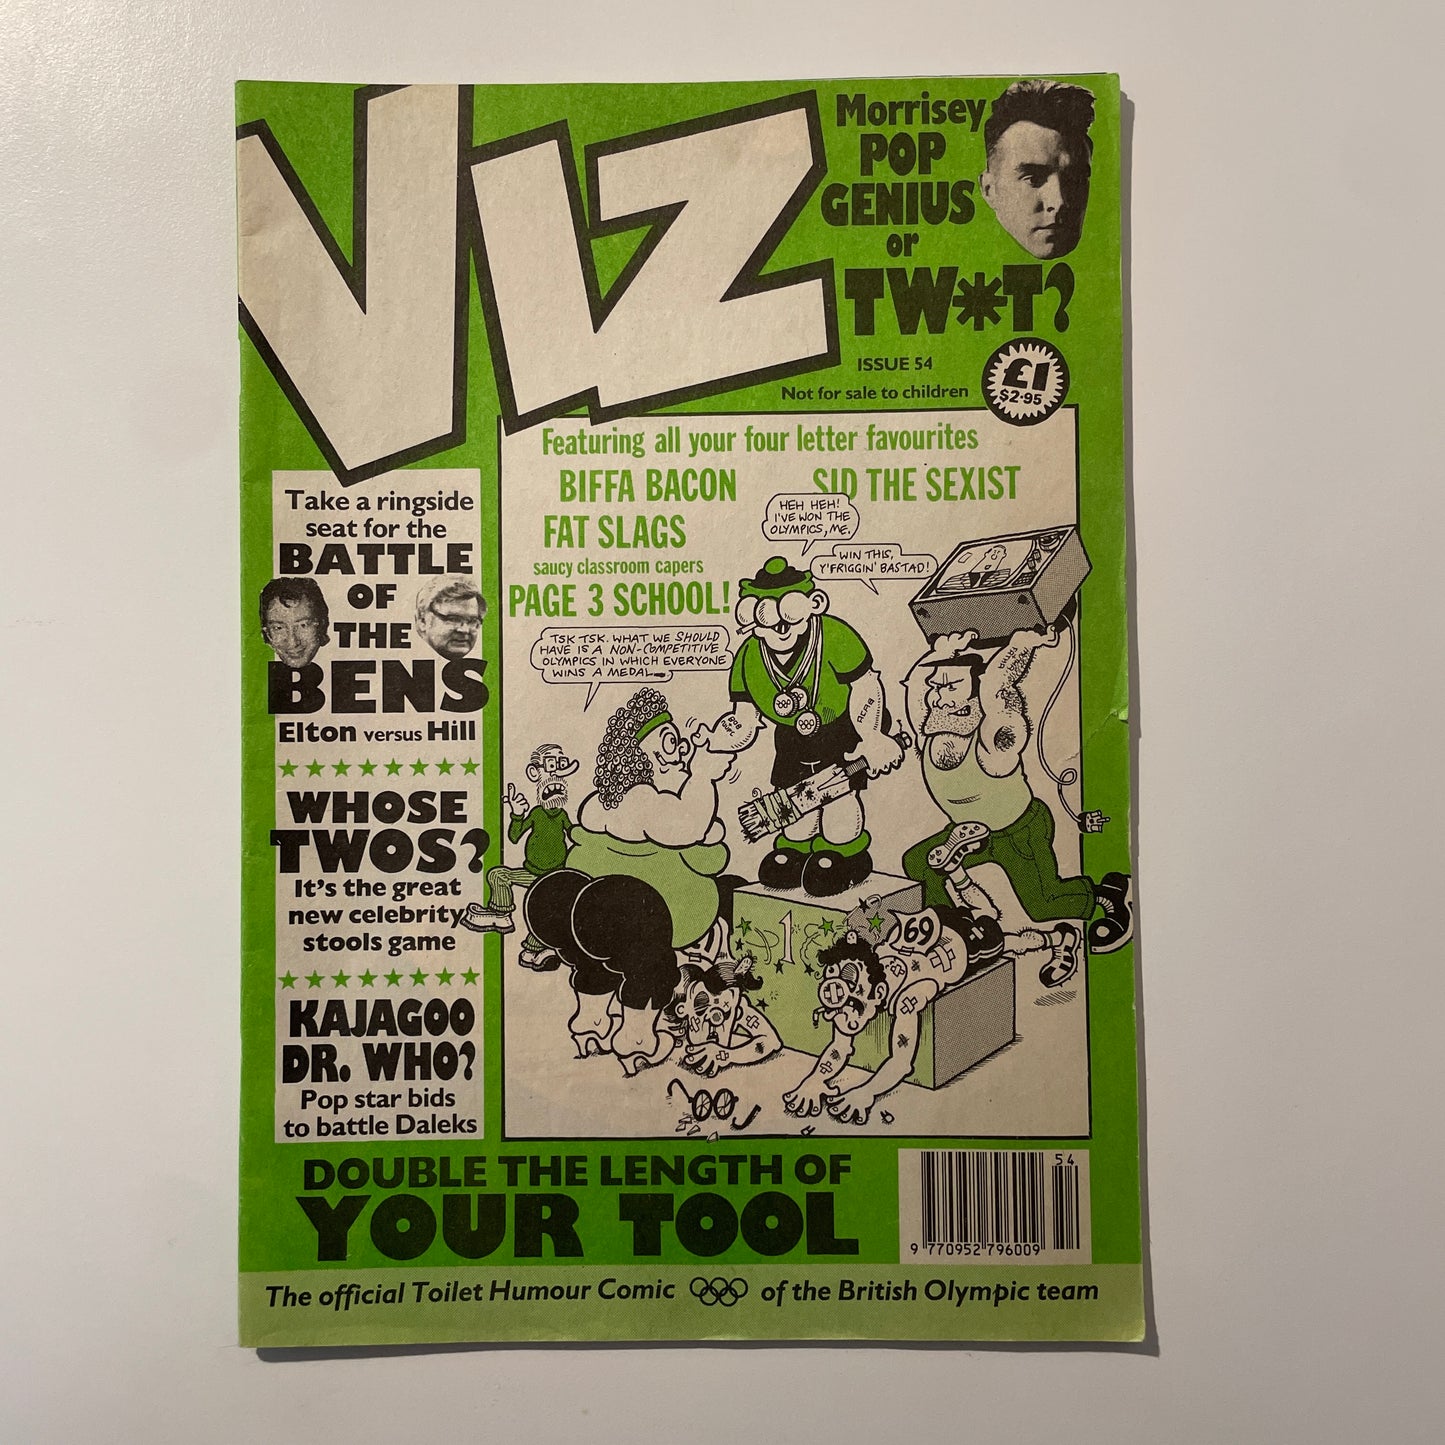 VIZ
Morrisey
POP
GENIUS
or
TW*T?
ISSUE 54
Not for sale to children
£1
$2·95
Take a ringside
seat for the
BATTLE
OF
THE
BENS
Elton versus Hill
WHOSE
TWOS?
It's the great
new celebrity
stools game
KAJAGOO
DR. WHO?
Pop star bids
to battle Daleks
Featuring all your four letter favourites
BIFFA BACON
SID THE SEXIST
FAT SLAGS
saucy classroom capers
PAGE 3 SCHOOL!
HEH HEH!
I'VE WON THE
OLYMPICS, ME.
WIN THIS,
Y'FRIGGIN' BASTAD!
TSK TSK. WHAT WE SHOULD
HAVE IS A NON-COMPETITIVE
OLYMPICS IN WHICH EVERYONE
WINS A MEDAL...
ACAB
1
69
DOUBLE THE LENGTH OF
YOUR TOOL
54
9 770952 796009
The official Toilet Humour Comic of the British Olympic team